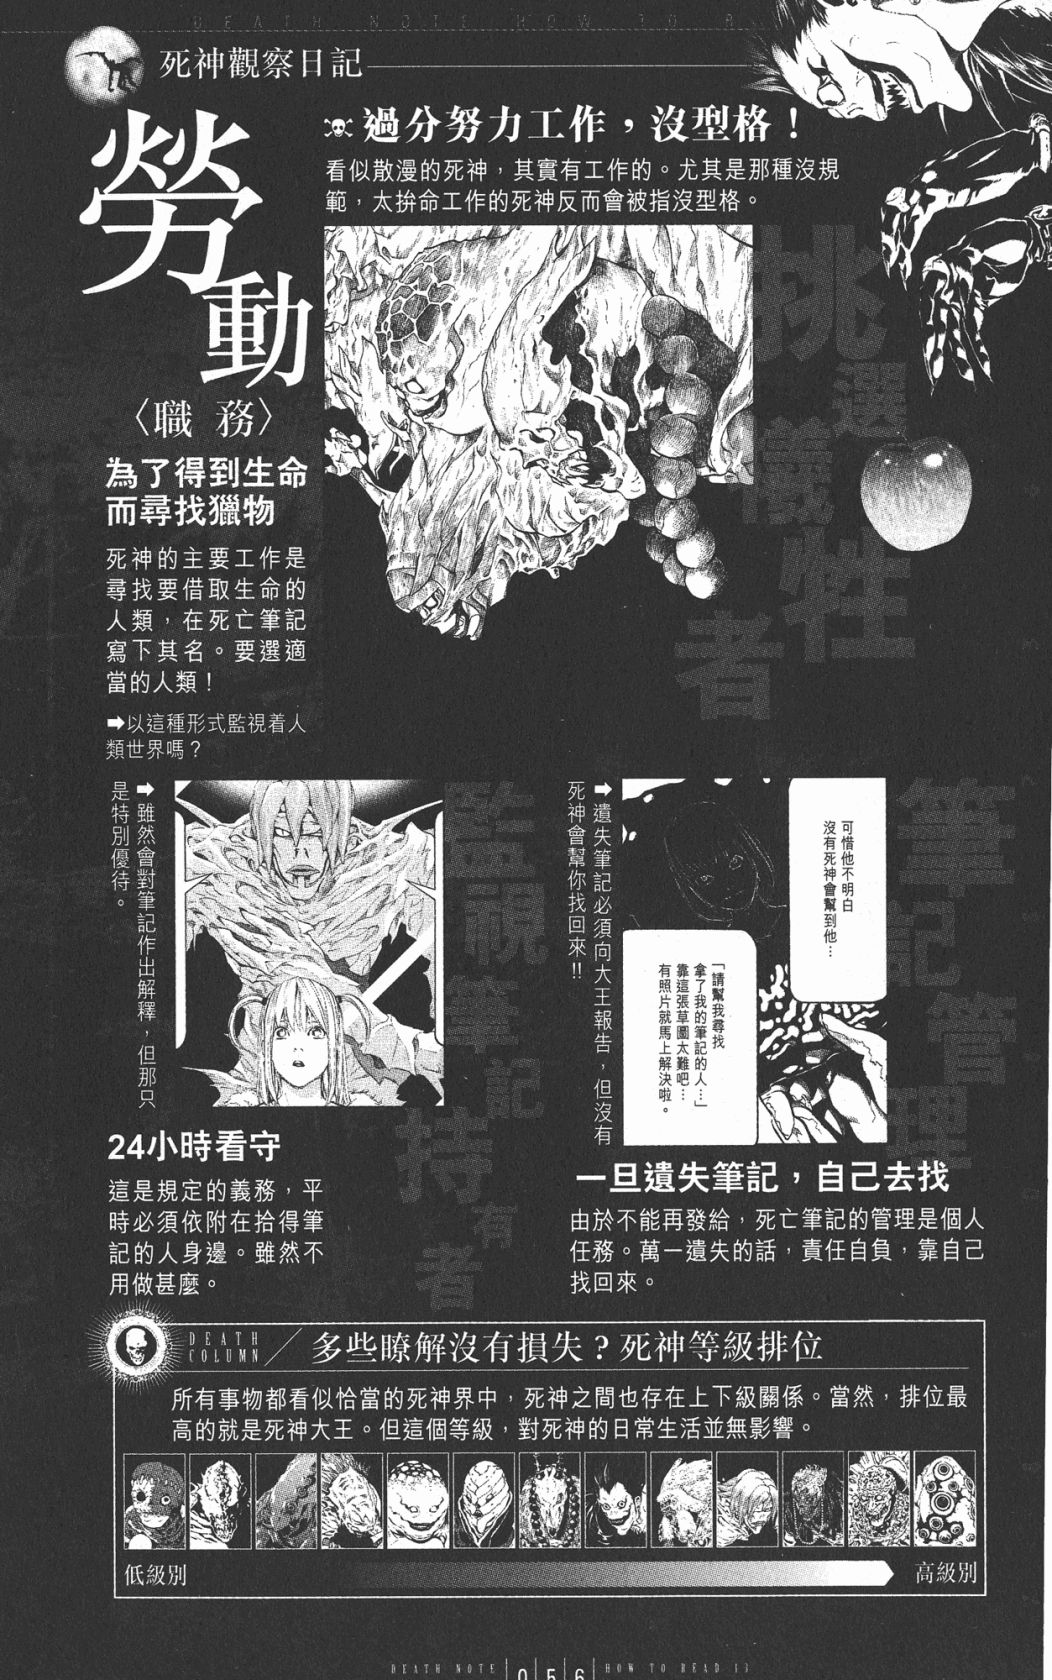 DEATH NOTE HOW TO R
死神觀察日記
勞動
〈職 務〉
過分努力工作，沒型格！
看似散漫的死神，其實有工作的。尤其是那種沒規
範，太拚命工作的死神反而會被指沒型格。
挑選犧牲者
為了得到生命
而尋找獵物
死神的主要工作是
尋找要借取生命的
人類，在死亡筆記
寫下其名。要選適
當的人類！
➡以這種形式監視着人
類世界嗎？
➡雖然會對筆記作出解釋，但那只
是特別優待。
監視筆記持有者
24小時看守
這是規定的義務，平
時必須依附在拾得筆
記的人身邊。雖然不
用做甚麼。
筆記管理
可惜他不明白
沒有死神會幫到他…
「請幫我尋找
拿了我的筆記的人…」
靠這張草圖太難吧…
有照片就馬上解決啦。
➡遺失筆記必須向大王報告，但沒有
死神會幫你找回來!!
一旦遺失筆記，自己去找
由於不能再發給，死亡筆記的管理是個人
任務。萬一遺失的話，責任自負，靠自己
找回來。
DEATH
COLUMN
多些瞭解沒有損失？死神等級排位
所有事物都看似恰當的死神界中，死神之間也存在上下級關係。當然，排位最
高的就是死神大王。但這個等級，對死神的日常生活並無影響。
低級別
高級別
DEATH NOTE 056 HOW TO READ 13